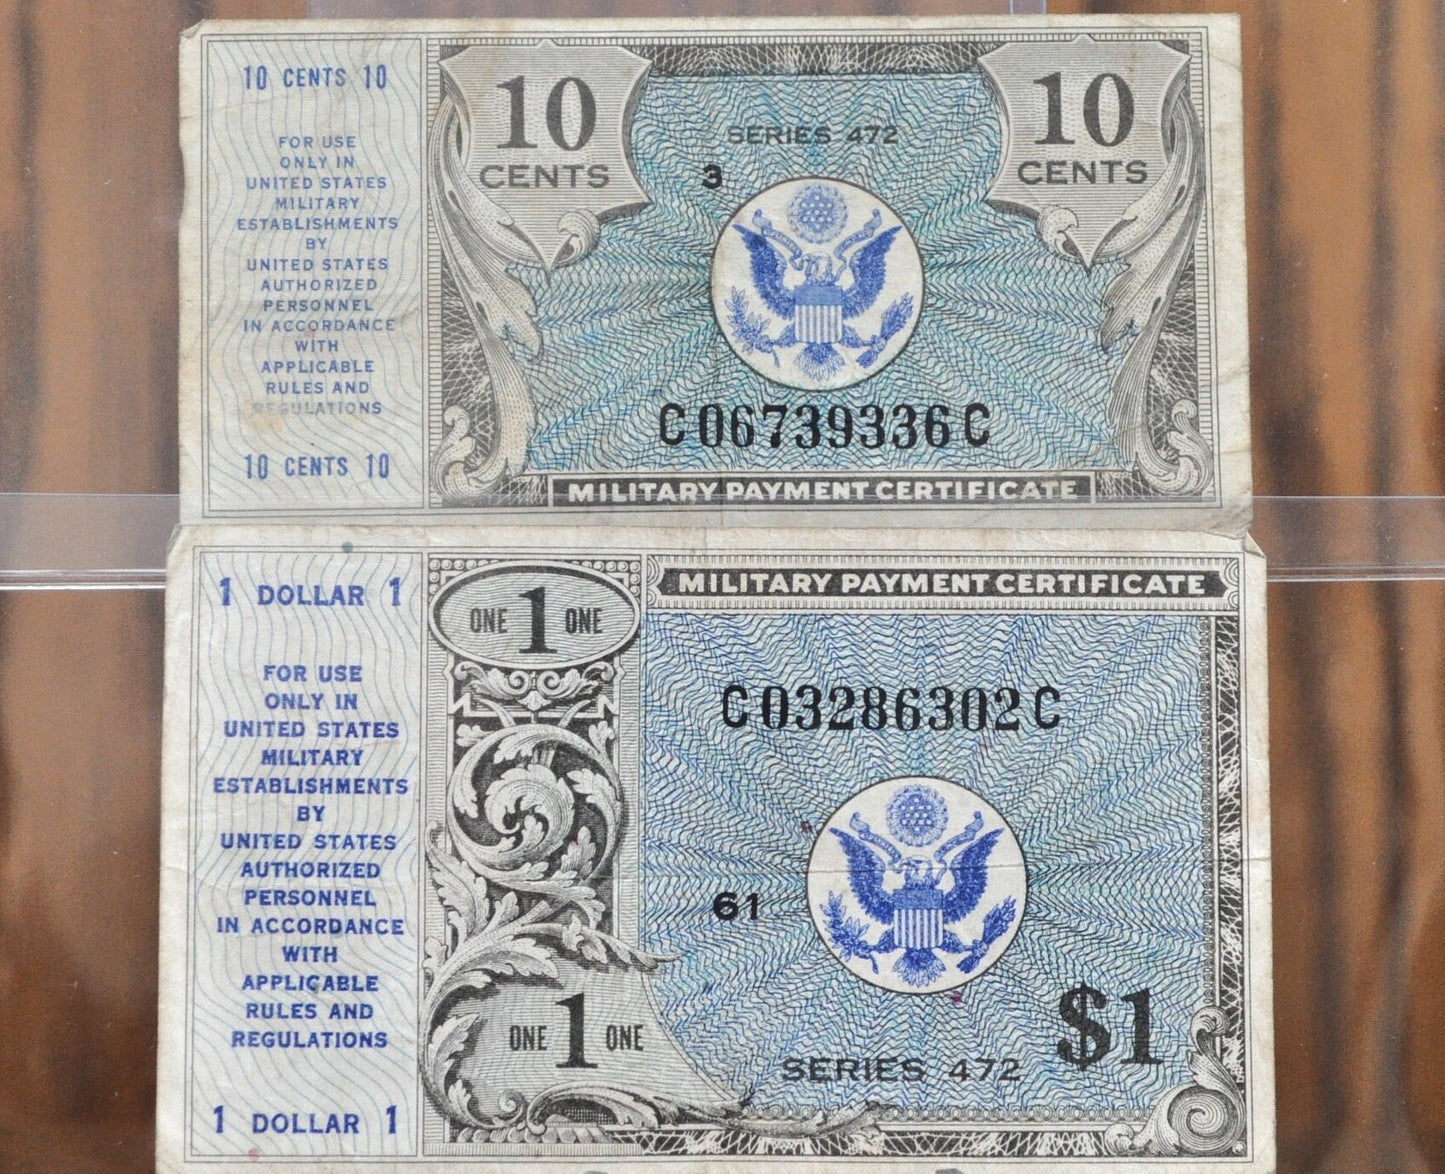 10 CENTS 10
FOR USE
ONLY IN
UNITED STATES
MILITARY
ESTABLISHMENTS
BY
UNITED STATES
AUTHORIZED
PERSONNEL
IN ACCORDANCE
WITH
APPLICABLE
RULES AND
REGULATIONS
10 CENTS 10
10
CENTS
SERIES 472
3
10
CENTS
C06739336C
MILITARY PAYMENT CERTIFICATE
1 DOLLAR 1
FOR USE
ONLY IN
UNITED STATES
MILITARY
ESTABLISHMENTS
BY
UNITED STATES
AUTHORIZED
PERSONNEL
IN ACCORDANCE
WITH
APPLICABLE
RULES AND
REGULATIONS
1 DOLLAR 1
ONE 1 ONE
ONE 1 ONE
MILITARY PAYMENT CERTIFICATE
C03286302C
61
$1
SERIES 472